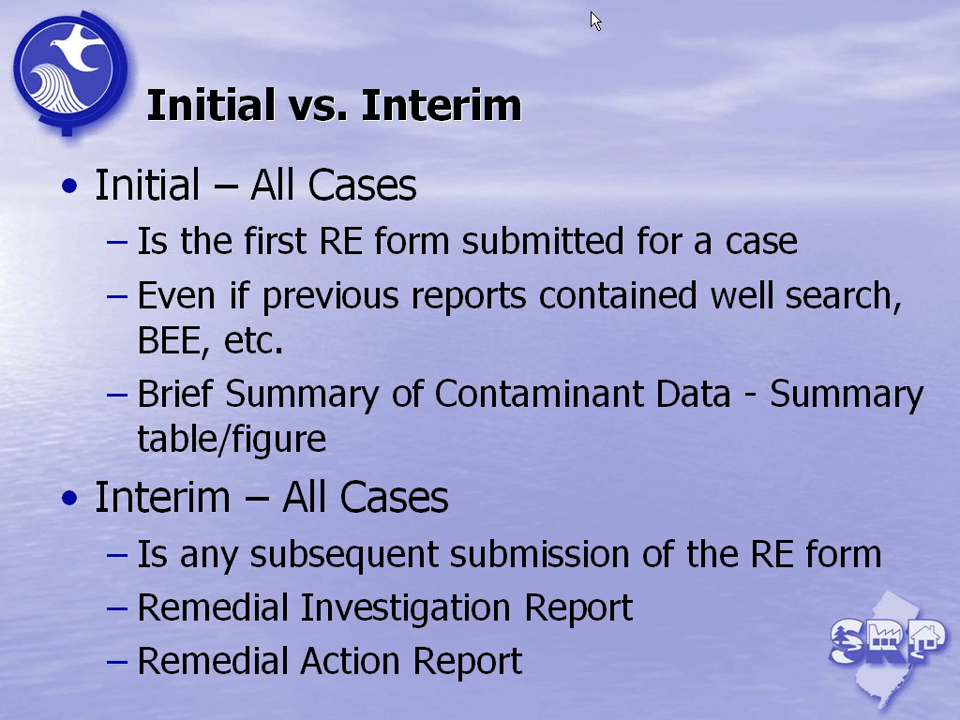 Initial vs. Interim
• Initial – All Cases
– Is the first RE form submitted for a case
– Even if previous reports contained well search,
BEE, etc.
– Brief Summary of Contaminant Data - Summary
table/figure
• Interim – All Cases
– Is any subsequent submission of the RE form
– Remedial Investigation Report
– Remedial Action Report
SRP